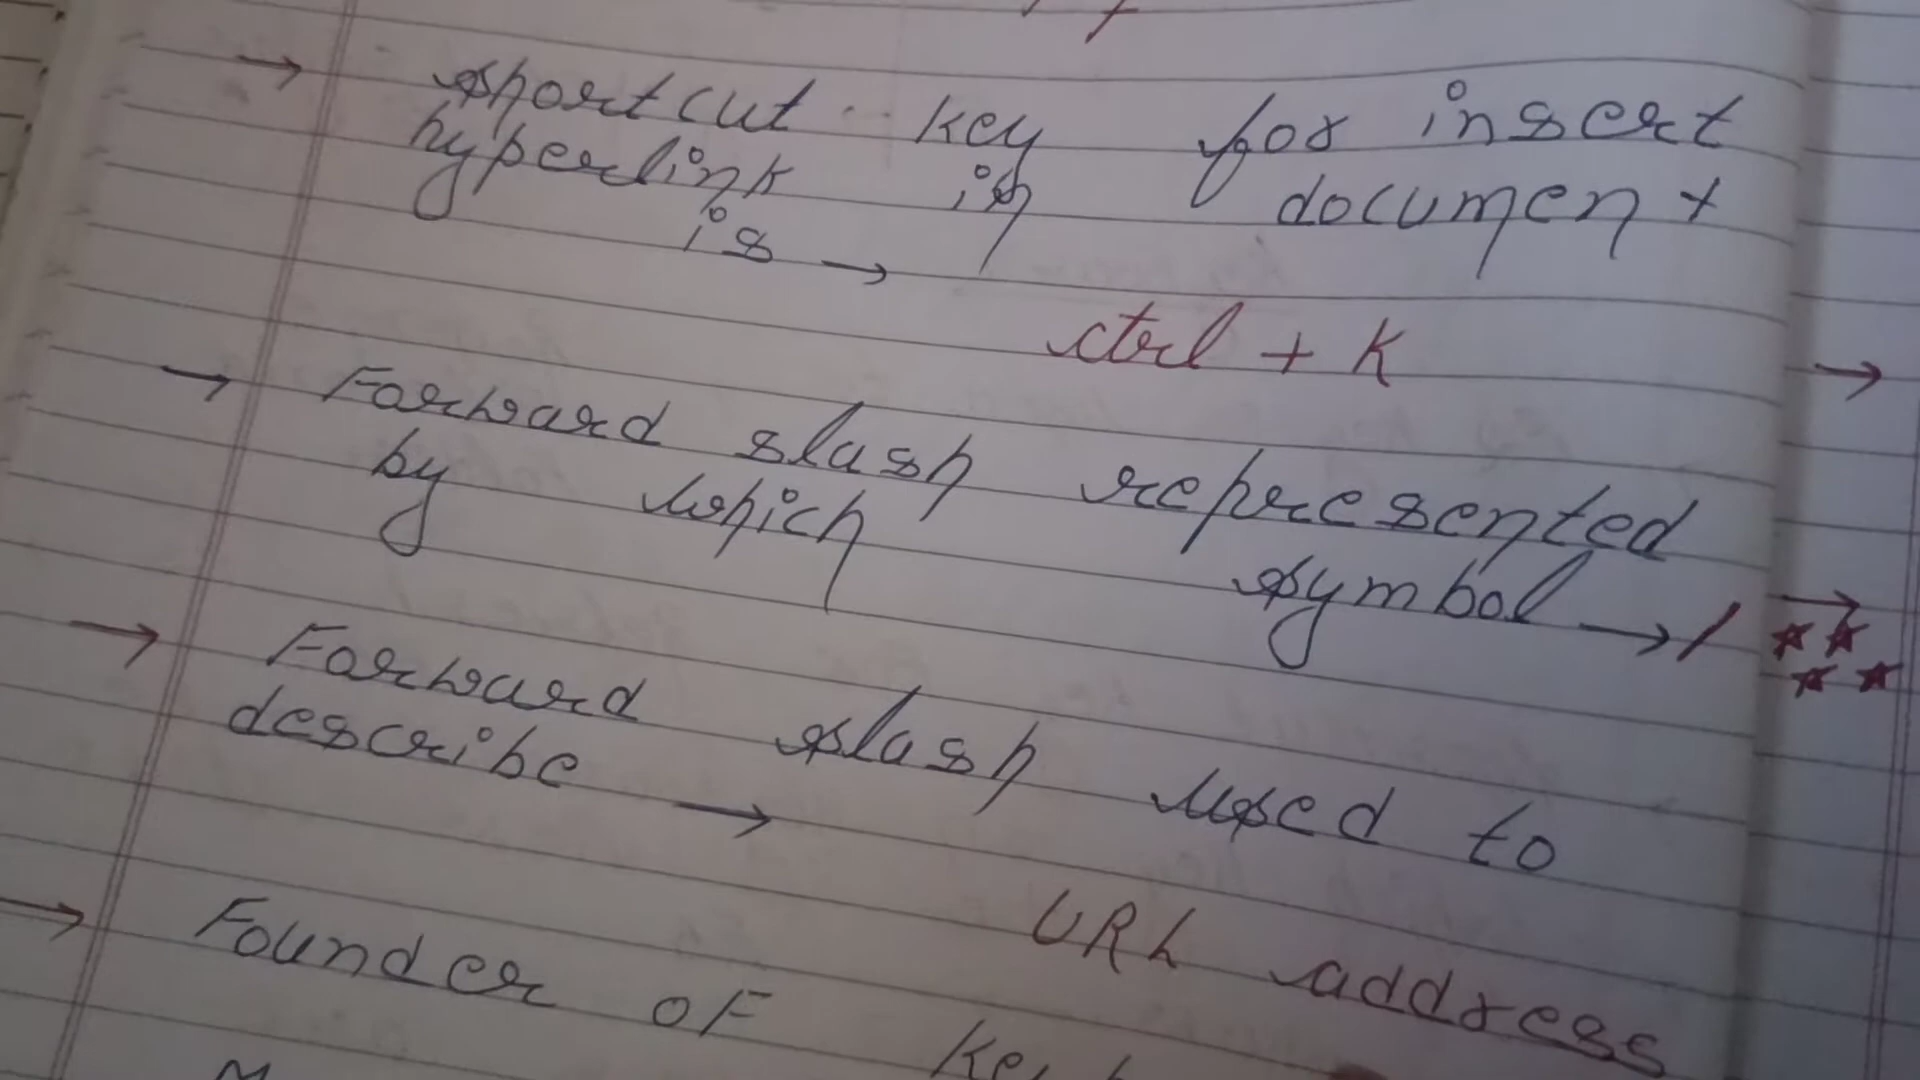 → shortcut key for insert
hyperlink in document
is →
ctrl + K
→ Forward slash represented
by which symbol → /
→ Forward slash used to
describe →
URL address
→ Founder of